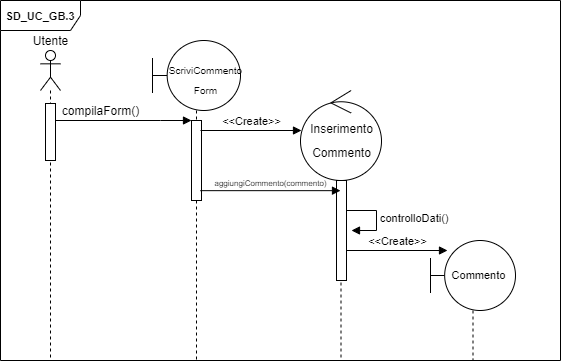 SD_UC_GB.3
Utente
ScriviCommento
Form
compilaForm()
<<Create>>
Inserimento
Commento
aggiungiCommento(commento)
controlloDati()
<<Create>>
Commento